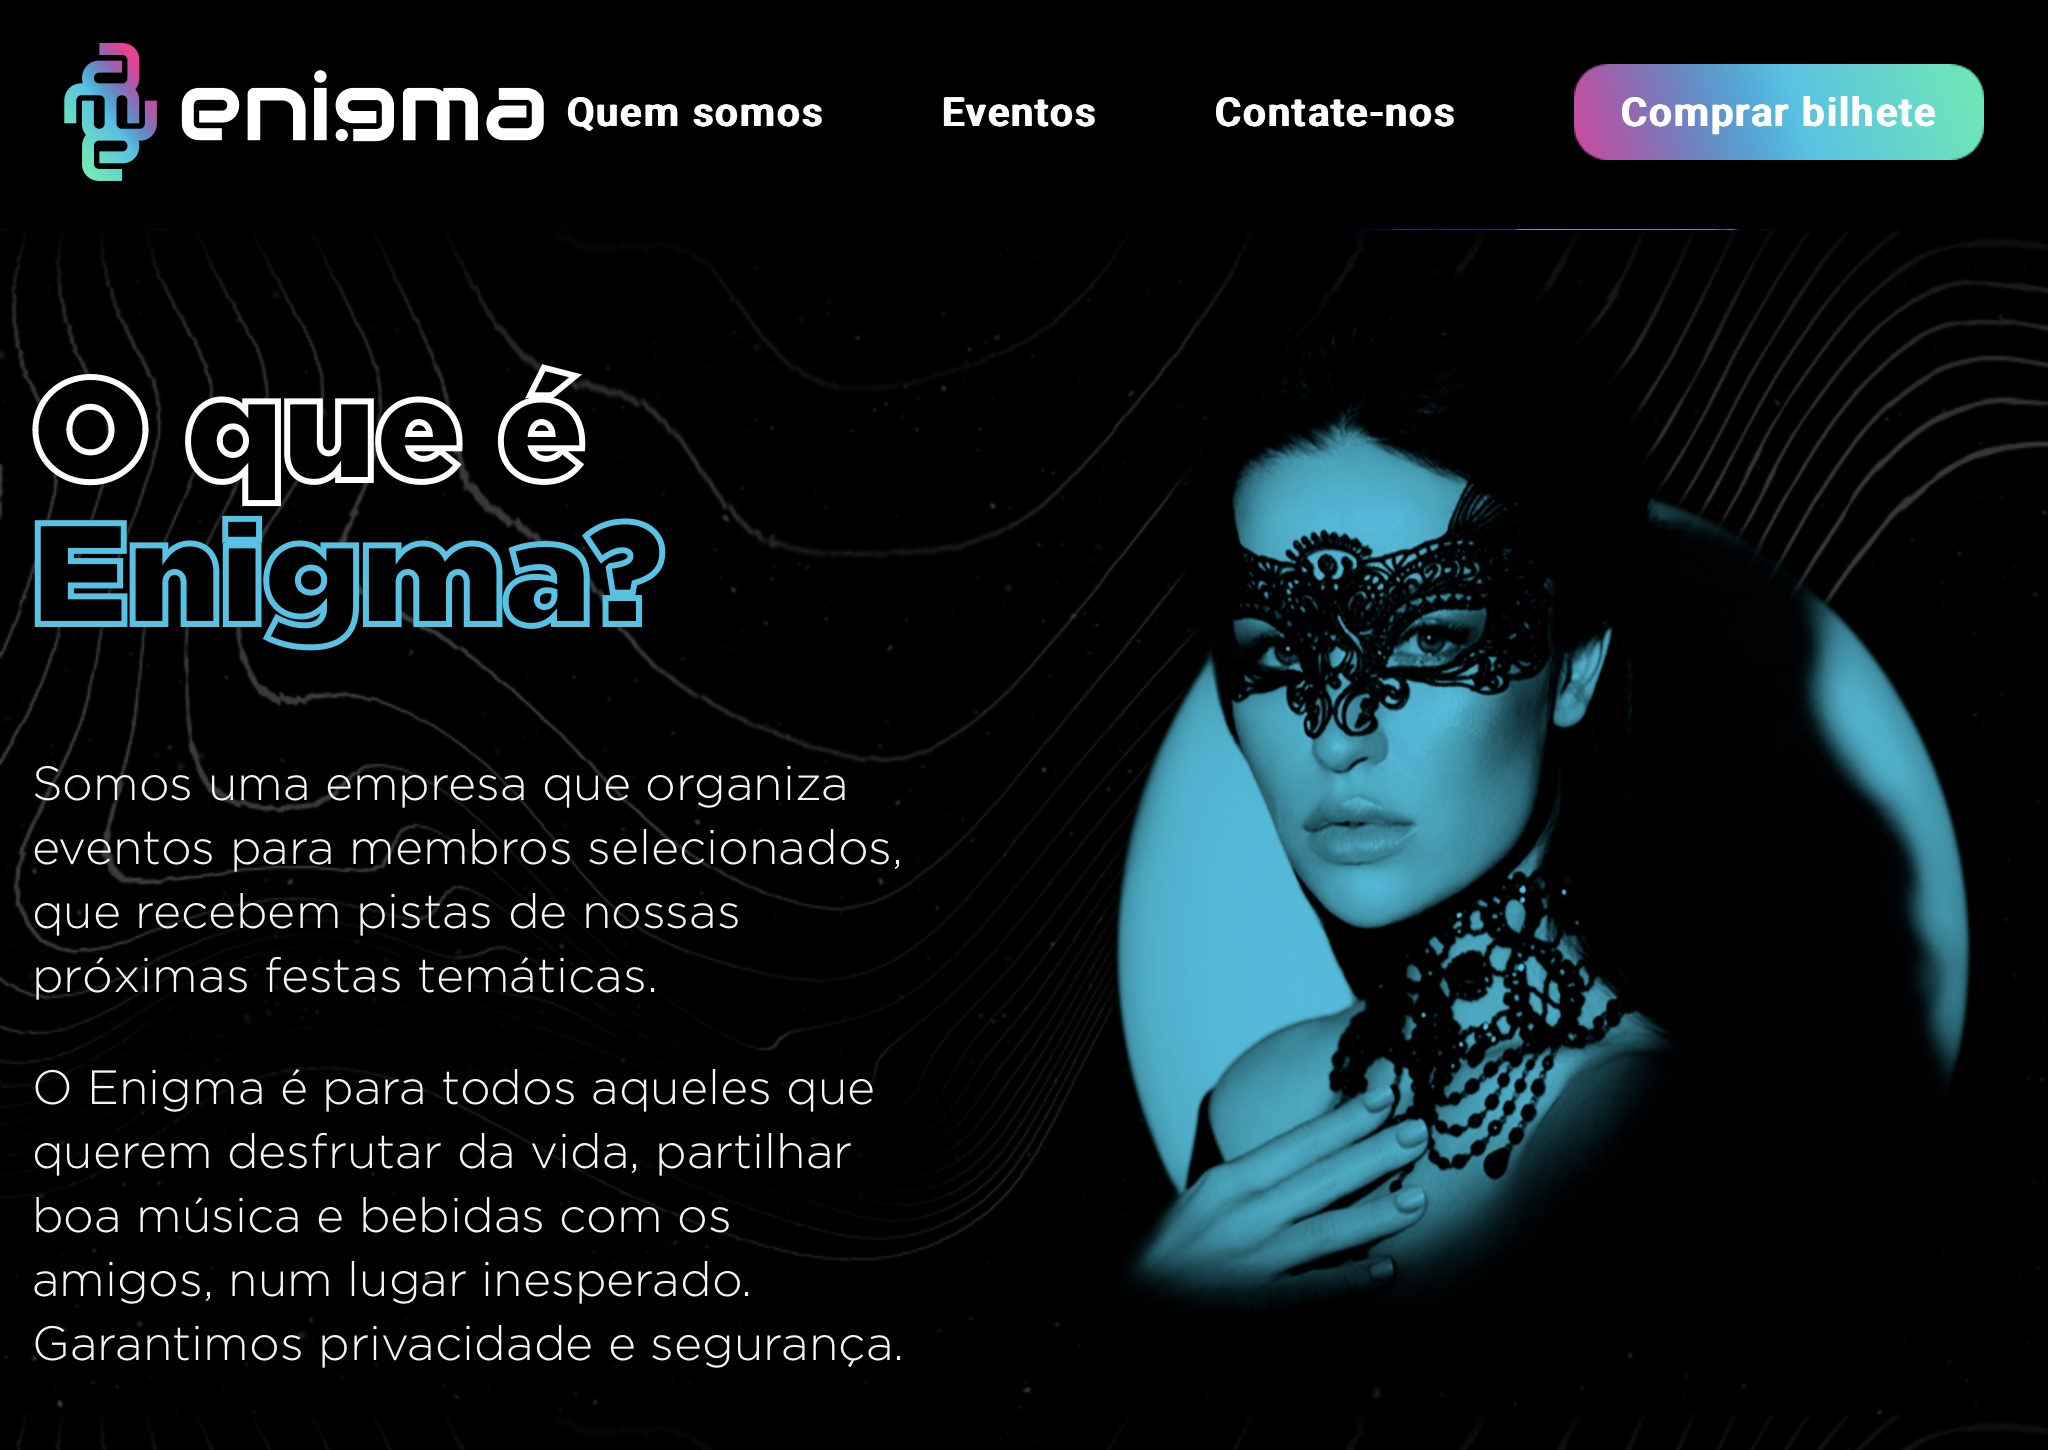 enigma
Quem somos
Eventos
Contate-nos
Comprar bilhete
O que é
Enigma?
Somos uma empresa que organiza
eventos para membros selecionados,
que recebem pistas de nossas
próximas festas temáticas.
O Enigma é para todos aqueles que
querem desfrutar da vida, partilhar
boa música e bebidas com os
amigos, num lugar inesperado.
Garantimos privacidade e segurança.